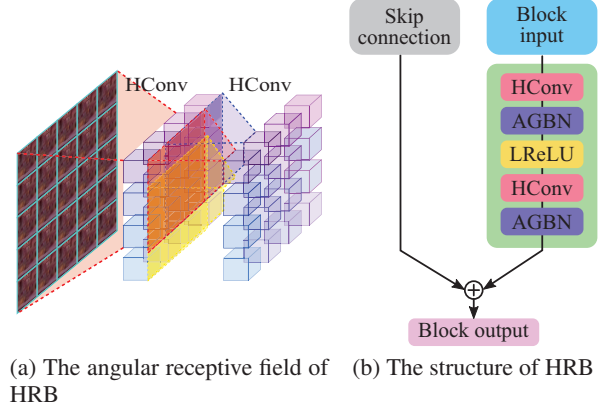 HConv
HConv
(a) The angular receptive field of
HRB
Skip
connection
Block
input
HConv
AGBN
LReLU
HConv
AGBN
Block output
(b) The structure of HRB